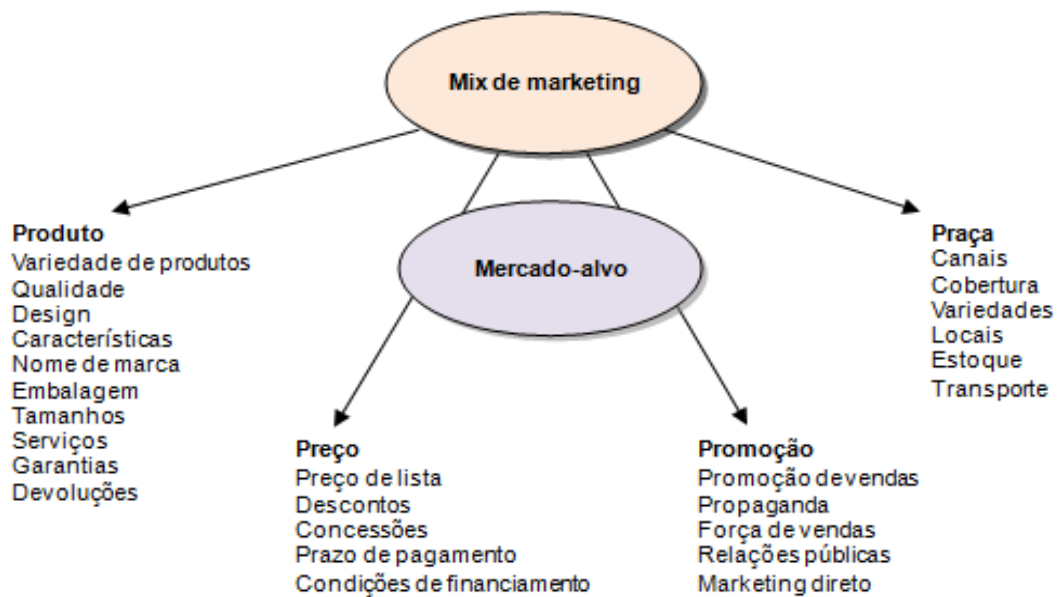 Mix de marketing
Mercado-alvo
Produto
Variedade de produtos
Qualidade
Design
Características
Nome de marca
Embalagem
Tamanhos
Serviços
Garantias
Devoluções
Preço
Preço de lista
Descontos
Concessões
Prazo de pagamento
Condições de financiamento
Promoção
Promoção de vendas
Propaganda
Força de vendas
Relações públicas
Marketing direto
Praça
Canais
Cobertura
Variedades
Locais
Estoque
Transporte